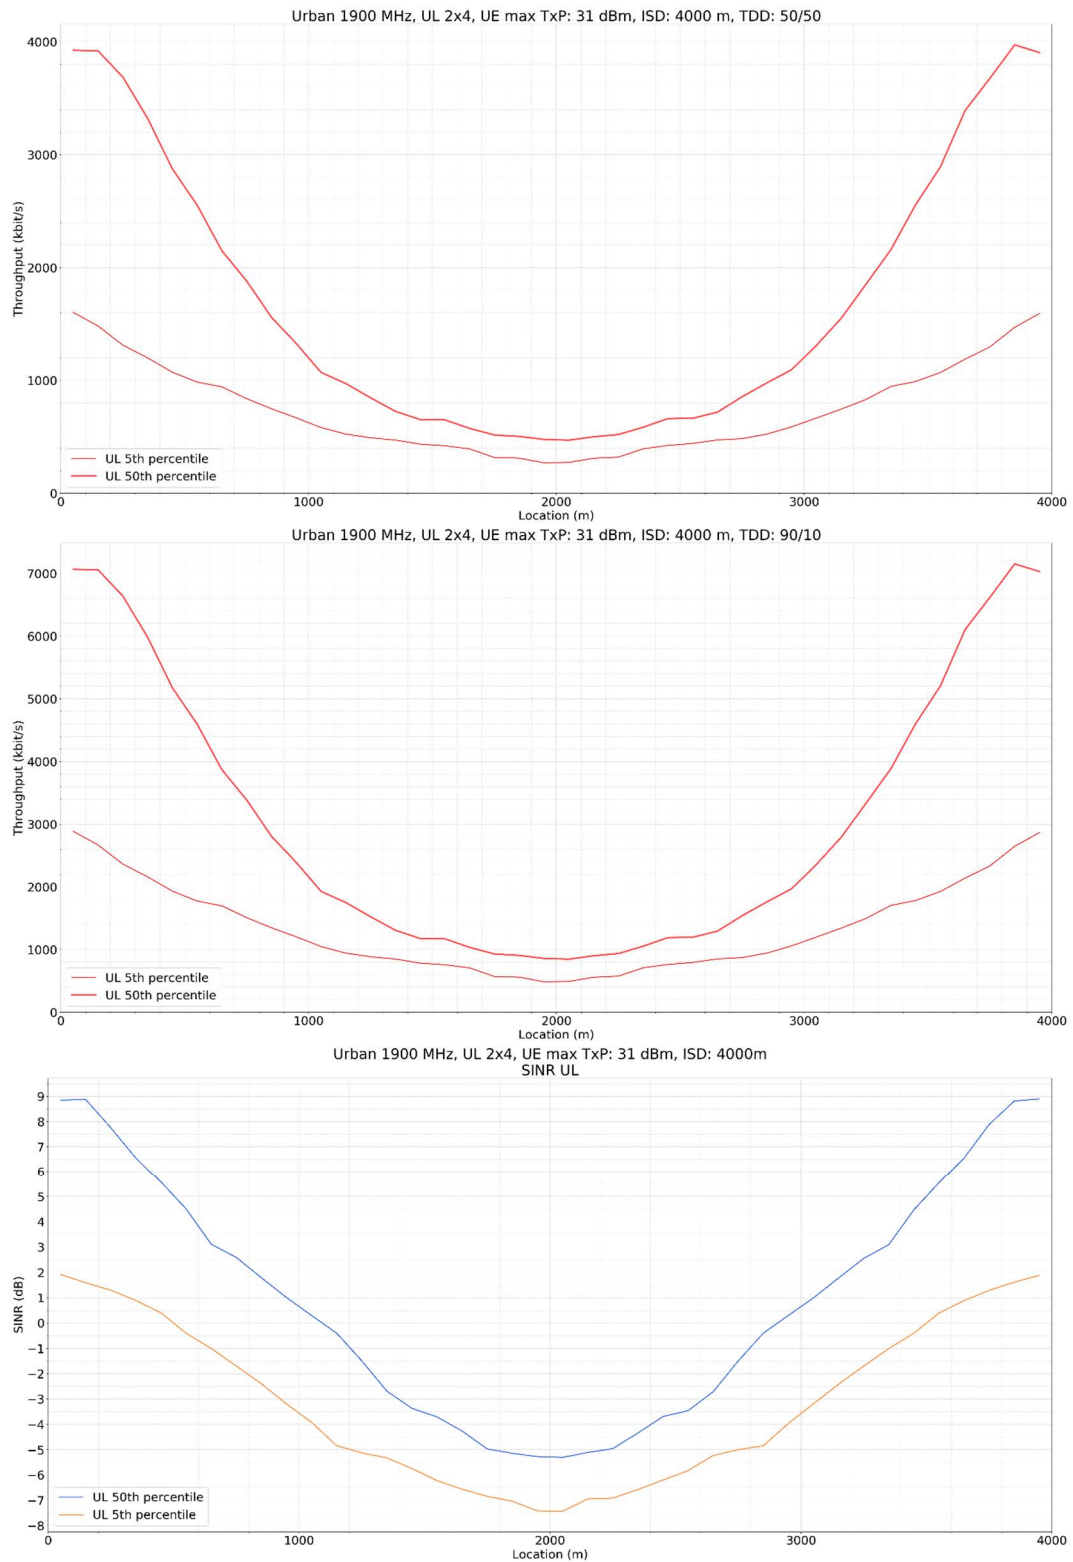 Urban 1900 MHz, UL 2x4, UE max TxP: 31 dBm, ISD: 4000 m, TDD: 50/50
4000
3000
2000
1000
0
Throughput (kbit/s)
UL 5th percentile
UL 50th percentile
0 1000 2000 3000 4000
Location (m)
Urban 1900 MHz, UL 2x4, UE max TxP: 31 dBm, ISD: 4000 m, TDD: 90/10
7000
6000
5000
4000
3000
2000
1000
0
Throughput (kbit/s)
UL 5th percentile
UL 50th percentile
0 1000 2000 3000 4000
Location (m)
Urban 1900 MHz, UL 2x4, UE max TxP: 31 dBm, ISD: 4000m
SINR UL
9
8
7
6
5
4
3
2
1
0
−1
−2
−3
−4
−5
−6
−7
−8
SINR (dB)
UL 50th percentile
UL 5th percentile
0 1000 2000 3000 4000
Location (m)